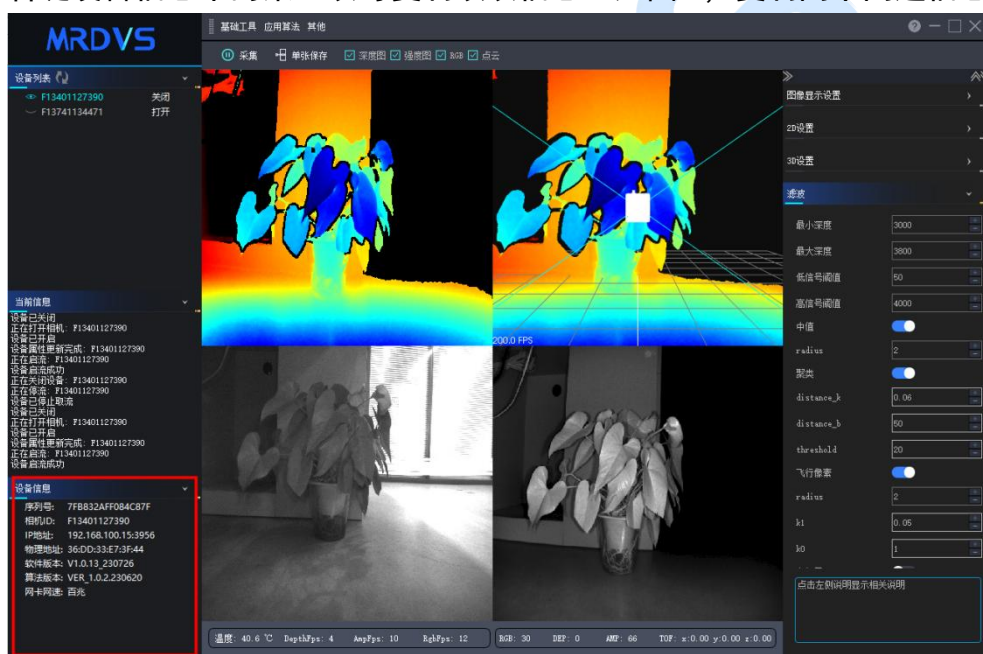 MRDVS
基础工具 应用算法 其他
采集 单张保存 深度图 强度图 RGB 点云
设备列表
F13401127390 关闭
F13741134471 打开
当前信息
设备已关闭
正在打开相机: F13401127390
设备已开启
设备属性更新完成: F13401127390
正在启流: F13401127390
设备启流成功
正在关闭设备: F13401127390
正在停流: F13401127390
设备已停止取流
设备已关闭
正在打开相机: F13401127390
设备已开启
设备属性更新完成: F13401127390
正在启流: F13401127390
设备启流成功
设备信息
序列号: 7FB832AFF084C87F
相机ID: F13401127390
IP地址: 192.168.100.15:3956
物理地址: 36:DD:33:E7:3F:44
软件版本: V1.0.13_230726
算法版本: VER_1.0.2.230620
网卡网速: 百兆
200.0 FPS
温度: 40.6 ℃ DepthFps: 4 AmpFps: 10 RgbFps: 12
RGB: 30 DEP: 0 AMP: 66 TOF: x:0.00 y:0.00 z:0.00
图像显示设置
2D设置
3D设置
滤波
最小深度 3000
最大深度 3800
低信号阈值 50
高信号阈值 4000
中值
radius 2
聚类
distance_k 0.06
distance_b 50
threshold 20
飞行像素
radius 2
k1 0.05
k0 1
点击左侧说明显示相关说明